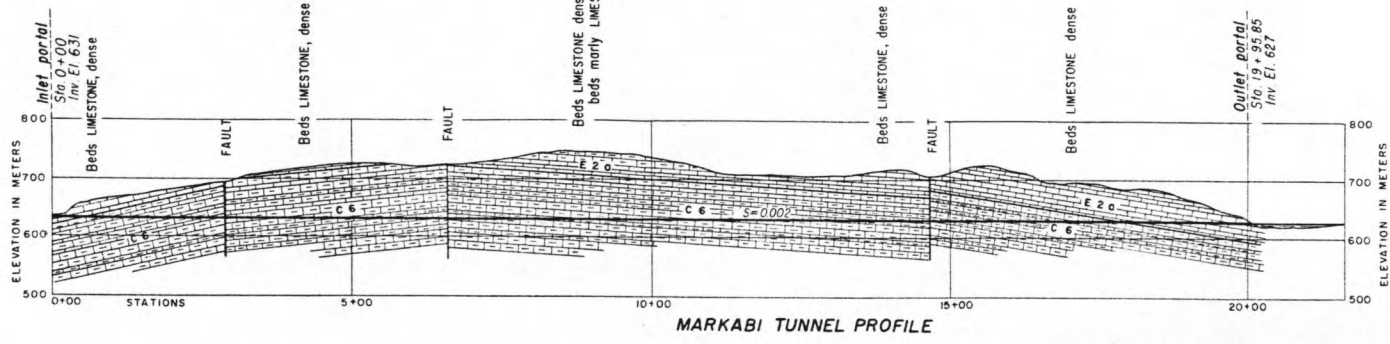 Inlet portal
Sta. 0+00
Inv. El. 631
Beds LIMESTONE, dense
Beds LIMESTONE, dense
Beds LIMESTONE dense
beds marly
Beds LIMESTONE, dense
Beds LIMESTONE dense
Outlet portal
Sta. 19+95.85
Inv. El. 627
FAULT
FAULT
FAULT
800
700
600
500
ELEVATION IN METERS
800
700
600
500
ELEVATION IN METERS
E 2a
E 2a
C 6
C 6
C 6
C 6
S=0.002
0+00
STATIONS
5+00
10+00
15+00
20+00
MARKABI TUNNEL PROFILE